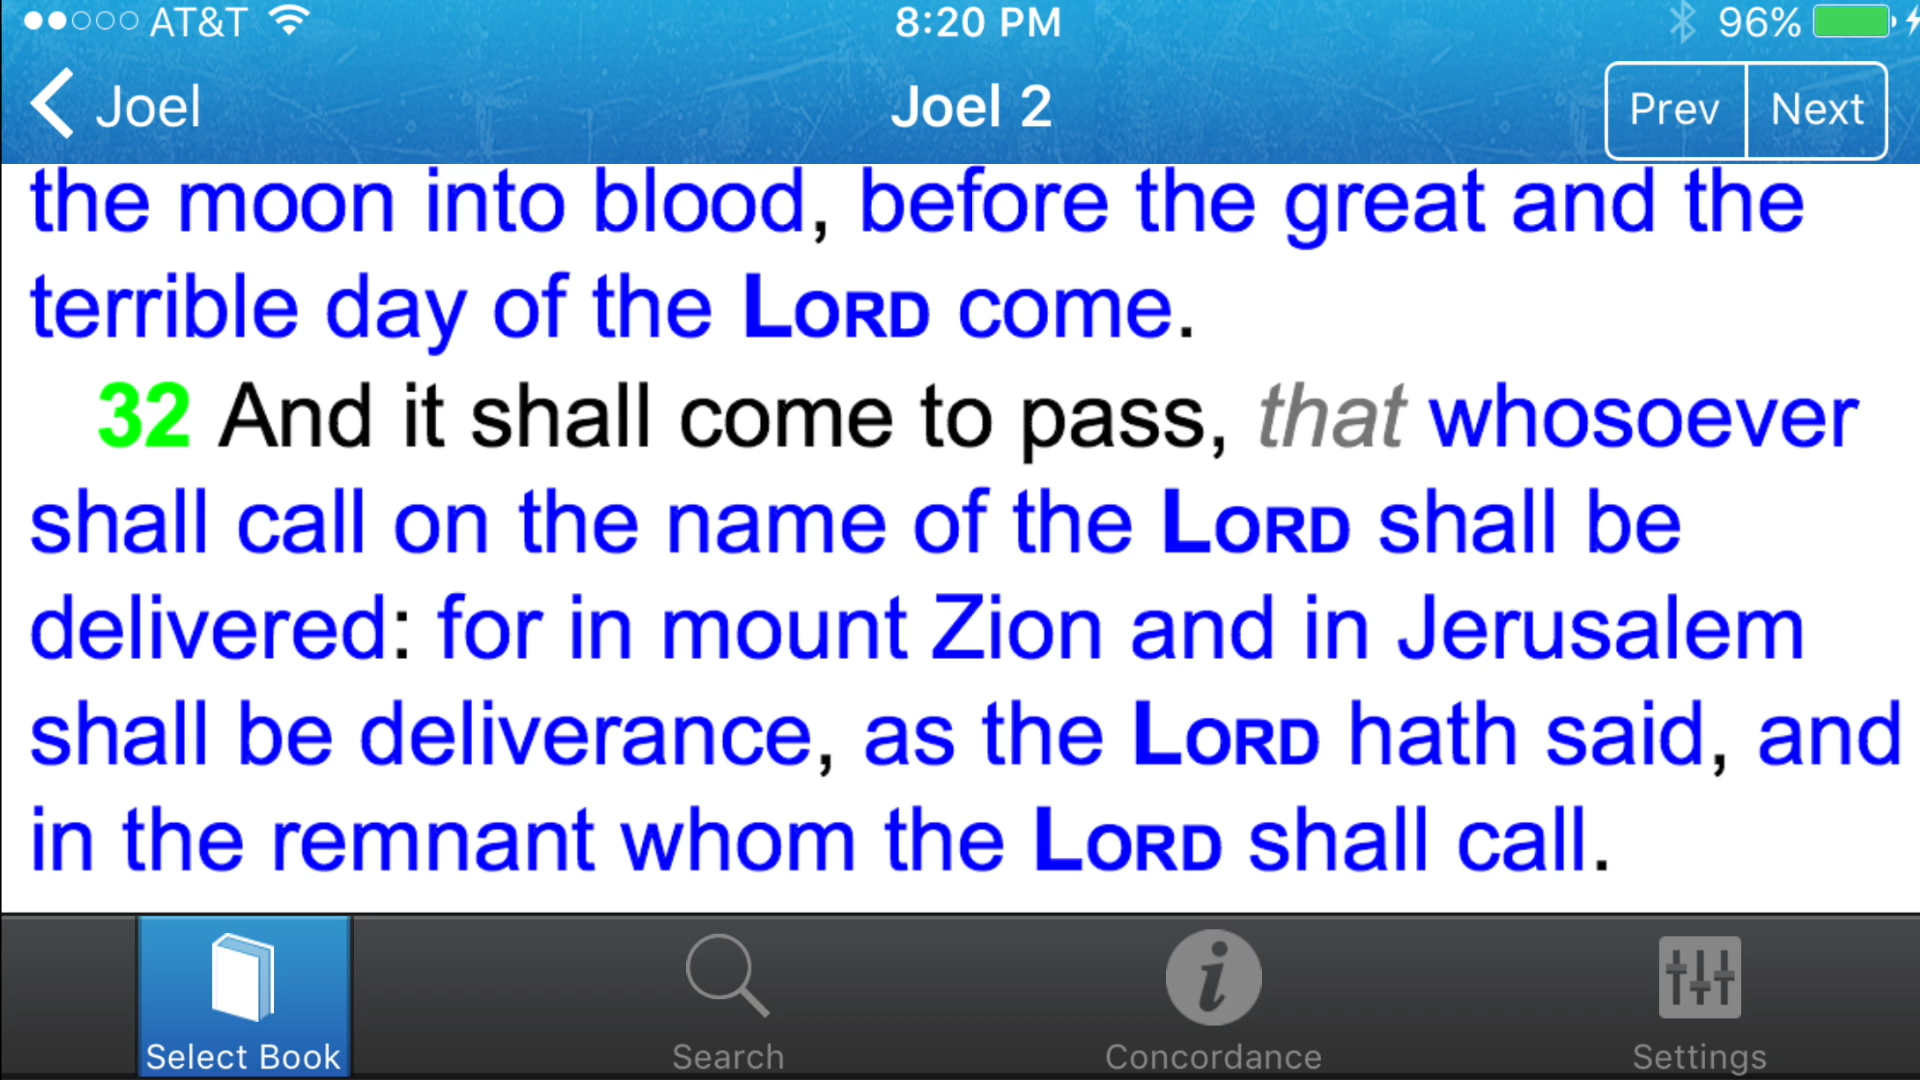 AT&T 8:20 PM 96%
Joel Joel 2 Prev Next
the moon into blood, before the great and the
terrible day of the LORD come.
32 And it shall come to pass, that whosoever
shall call on the name of the LORD shall be
delivered: for in mount Zion and in Jerusalem
shall be deliverance, as the LORD hath said, and
in the remnant whom the LORD shall call.
Select Book Search Concordance Settings